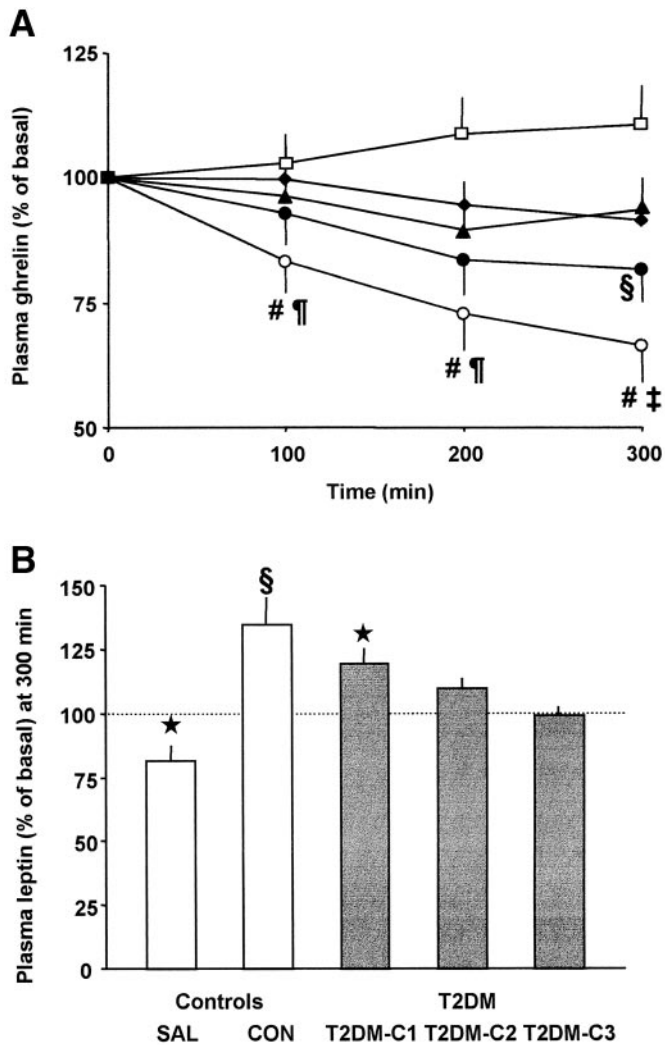 A
Plasma ghrelin (% of basal)
125
100
75
50
# ¶
# ¶
§
# ‡
0 100 200 300
Time (min)
B
Plasma leptin (% of basal) at 300 min
150
125
100
75
50
25
0
★ § ★
Controls T2DM
SAL CON T2DM-C1 T2DM-C2 T2DM-C3